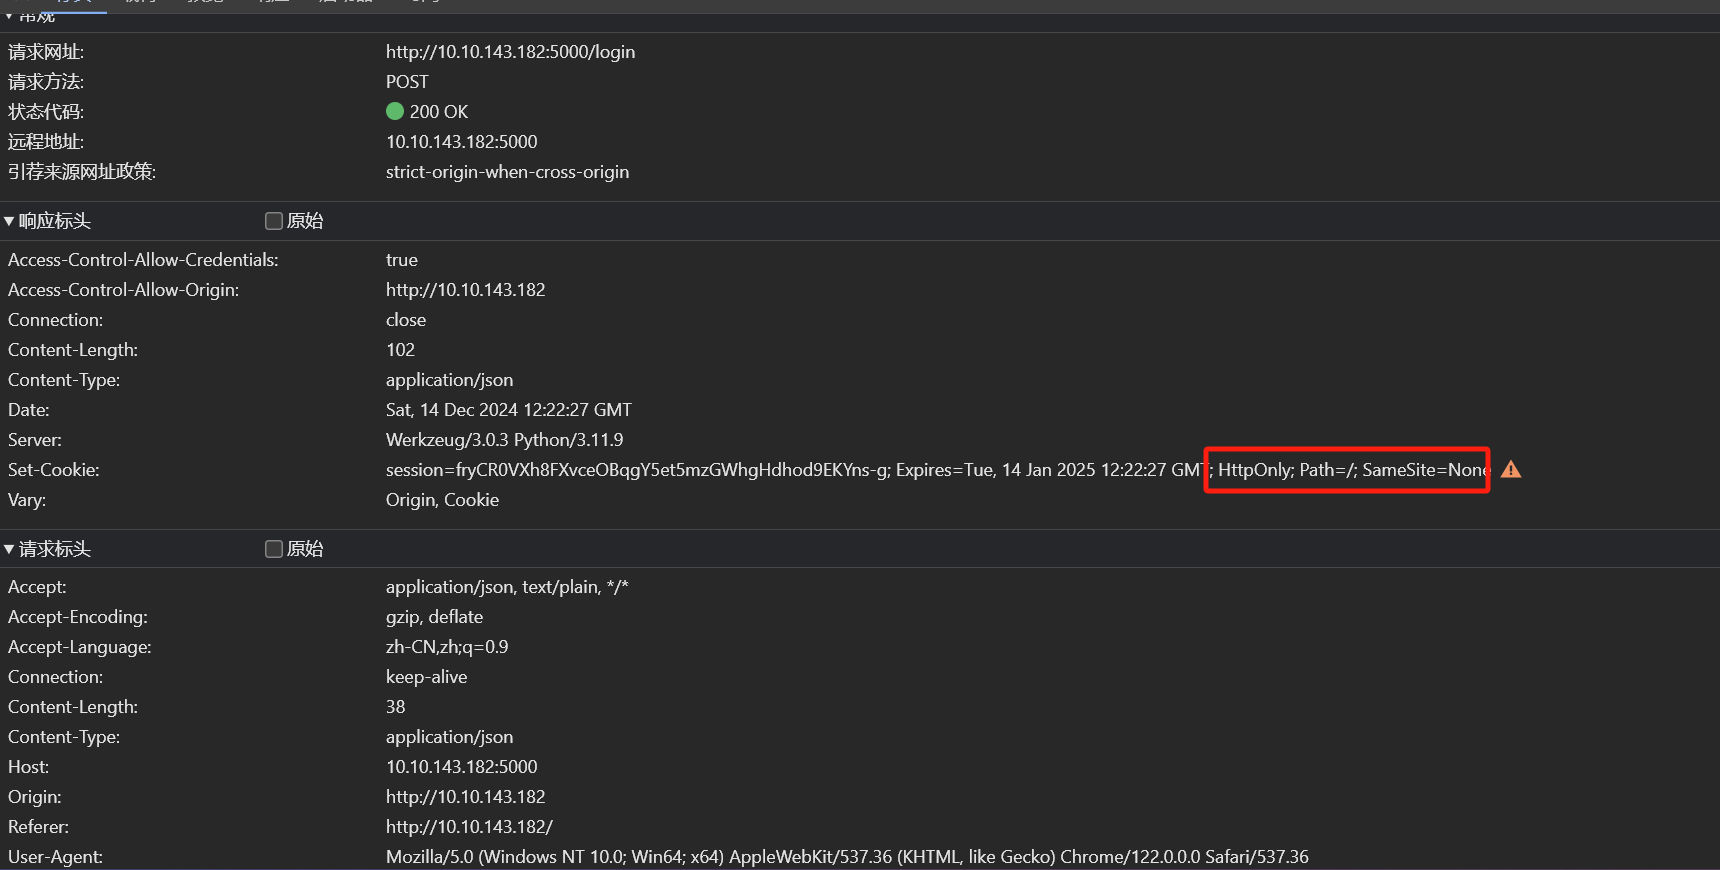 常规
请求网址: http://10.10.143.182:5000/login
请求方法: POST
状态代码: 200 OK
远程地址: 10.10.143.182:5000
引荐来源网址政策: strict-origin-when-cross-origin
响应标头 原始
Access-Control-Allow-Credentials: true
Access-Control-Allow-Origin: http://10.10.143.182
Connection: close
Content-Length: 102
Content-Type: application/json
Date: Sat, 14 Dec 2024 12:22:27 GMT
Server: Werkzeug/3.0.3 Python/3.11.9
Set-Cookie: session=fryCR0VXh8FXvceOBqgY5et5mzGWhgHdhod9EKYns-g; Expires=Tue, 14 Jan 2025 12:22:27 GMT; HttpOnly; Path=/; SameSite=None
Vary: Origin, Cookie
请求标头 原始
Accept: application/json, text/plain, */*
Accept-Encoding: gzip, deflate
Accept-Language: zh-CN,zh;q=0.9
Connection: keep-alive
Content-Length: 38
Content-Type: application/json
Host: 10.10.143.182:5000
Origin: http://10.10.143.182
Referer: http://10.10.143.182/
User-Agent: Mozilla/5.0 (Windows NT 10.0; Win64; x64) AppleWebKit/537.36 (KHTML, like Gecko) Chrome/122.0.0.0 Safari/537.36